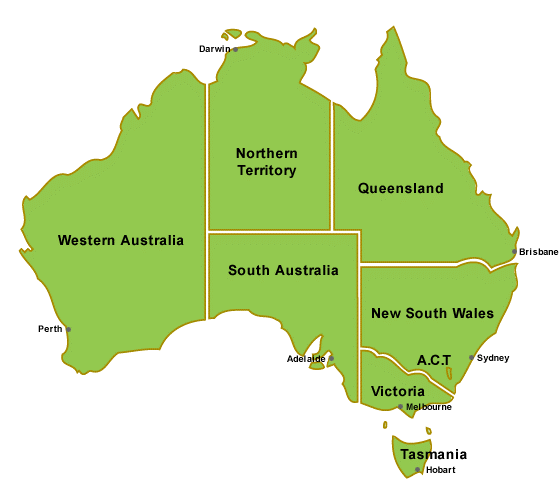 Darwin
Northern
Territory
Queensland
Western Australia
Brisbane
South Australia
New South Wales
Perth
Adelaide
A.C.T
Sydney
Victoria
Melbourne
Tasmania
Hobart